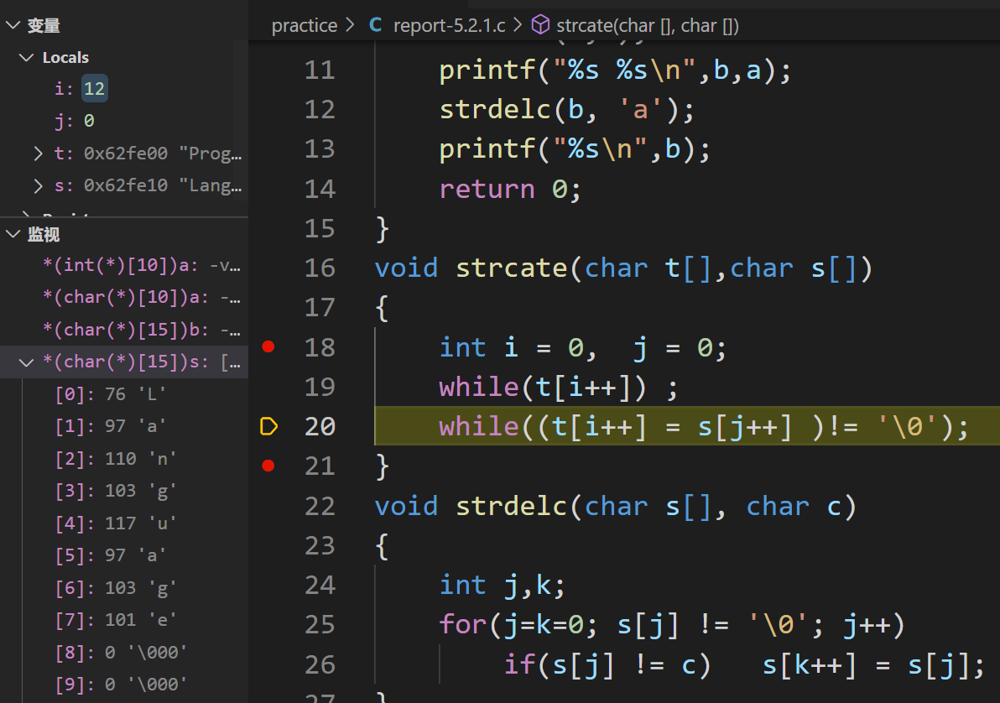 变量
Locals
i: 12
j: 0
t: 0x62fe00 "Prog…
s: 0x62fe10 "Lang…
监视
*(int(*)[10])a: -v…
*(char(*)[10])a: -…
*(char(*)[15])b: -…
*(char(*)[15])s: […
[0]: 76 'L'
[1]: 97 'a'
[2]: 110 'n'
[3]: 103 'g'
[4]: 117 'u'
[5]: 97 'a'
[6]: 103 'g'
[7]: 101 'e'
[8]: 0 '\000'
[9]: 0 '\000'
practice > C report-5.2.1.c > strcate(char [], char [])
11 printf("%s %s\n",b,a);
12 strdelc(b, 'a');
13 printf("%s\n",b);
14 return 0;
15 }
16 void strcate(char t[],char s[])
17 {
18 int i = 0, j = 0;
19 while(t[i++]) ;
20 while((t[i++] = s[j++] )!= '\0');
21 }
22 void strdelc(char s[], char c)
23 {
24 int j,k;
25 for(j=k=0; s[j] != '\0'; j++)
26 if(s[j] != c) s[k++] = s[j];
27 }